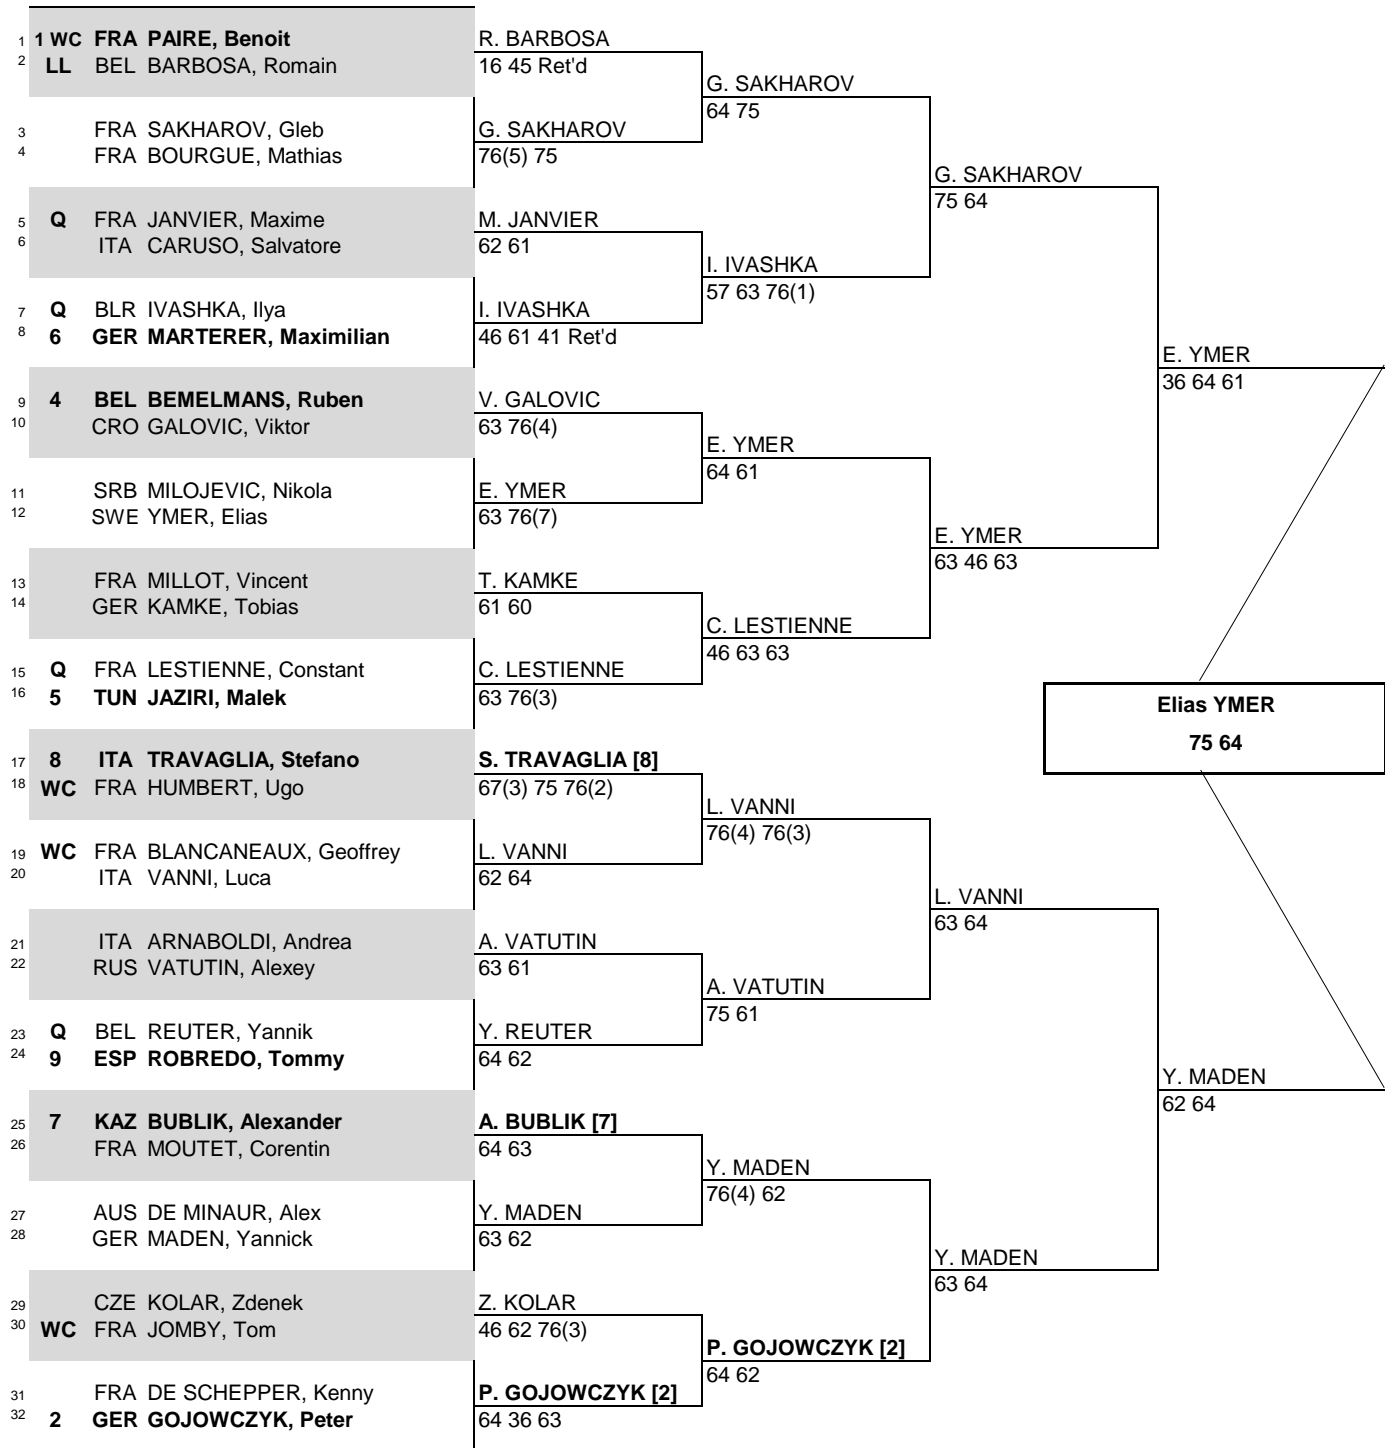 1 1 WC FRA PAIRE, Benoit
2 LL BEL BARBOSA, Romain
3 FRA SAKHAROV, Gleb
4 FRA BOURGUE, Mathias
5 Q FRA JANVIER, Maxime
6 ITA CARUSO, Salvatore
7 Q BLR IVASHKA, Ilya
8 6 GER MARTERER, Maximilian
9 4 BEL BEMELMANS, Ruben
10 CRO GALOVIC, Viktor
11 SRB MILOJEVIC, Nikola
12 SWE YMER, Elias
13 FRA MILLOT, Vincent
14 GER KAMKE, Tobias
15 Q FRA LESTIENNE, Constant
16 5 TUN JAZIRI, Malek
17 8 ITA TRAVAGLIA, Stefano
18 WC FRA HUMBERT, Ugo
19 WC FRA BLANCANEAUX, Geoffrey
20 ITA VANNI, Luca
21 ITA ARNABOLDI, Andrea
22 RUS VATUTIN, Alexey
23 Q BEL REUTER, Yannik
24 9 ESP ROBREDO, Tommy
25 7 KAZ BUBLIK, Alexander
26 FRA MOUTET, Corentin
27 AUS DE MINAUR, Alex
28 GER MADEN, Yannick
29 CZE KOLAR, Zdenek
30 WC FRA JOMBY, Tom
31 FRA DE SCHEPPER, Kenny
32 2 GER GOJOWCZYK, Peter
R. BARBOSA
16 45 Ret'd
G. SAKHAROV
76(5) 75
M. JANVIER
62 61
I. IVASHKA
46 61 41 Ret'd
V. GALOVIC
63 76(4)
E. YMER
63 76(7)
T. KAMKE
61 60
C. LESTIENNE
63 76(3)
S. TRAVAGLIA [8]
67(3) 75 76(2)
L. VANNI
62 64
A. VATUTIN
63 61
Y. REUTER
64 62
A. BUBLIK [7]
64 63
Y. MADEN
63 62
Z. KOLAR
46 62 76(3)
P. GOJOWCZYK [2]
64 36 63
G. SAKHAROV
64 75
I. IVASHKA
57 63 76(1)
E. YMER
64 61
C. LESTIENNE
46 63 63
L. VANNI
76(4) 76(3)
A. VATUTIN
75 61
Y. MADEN
76(4) 62
P. GOJOWCZYK [2]
64 62
G. SAKHAROV
75 64
E. YMER
63 46 63
L. VANNI
63 64
Y. MADEN
63 64
E. YMER
36 64 61
Y. MADEN
62 64
Elias YMER
75 64